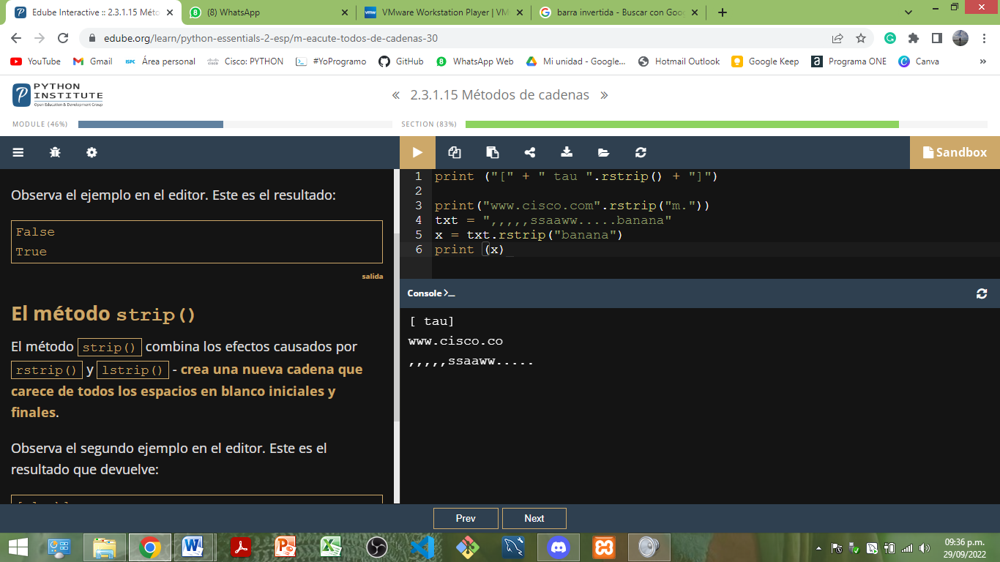 Edube Interactive :: 2.3.1.15 Méto
(8) WhatsApp
VMware Workstation Player | VM
barra invertida - Buscar con Goog
edube.org/learn/python-essentials-2-esp/m-eacute-todos-de-cadenas-30
YouTube
Gmail
Área personal
Cisco: PYTHON
#YoProgramo
GitHub
WhatsApp Web
Mi unidad - Google...
Hotmail Outlook
Google Keep
Programa ONE
Canva
»
PYTHON
INSTITUTE
Open Education & Development Group
« 2.3.1.15 Métodos de cadenas »
MODULE (46%)
SECTION (83%)
Sandbox
Observa el ejemplo en el editor. Este es el resultado:
False
True
salida
El método strip()
El método strip() combina los efectos causados por
rstrip() y lstrip() - crea una nueva cadena que
carece de todos los espacios en blanco iniciales y
finales.
Observa el segundo ejemplo en el editor. Este es el
resultado que devuelve:
1 print ("[" + " tau ".rstrip() + "]")
2
3 print("www.cisco.com".rstrip("m."))
4 txt = ",,,,,ssaaww.....banana"
5 x = txt.rstrip("banana")
6 print (x)
Console >_
[ tau]
www.cisco.co
,,,,,ssaaww.....
Prev
Next
09:36 p.m.
29/09/2022